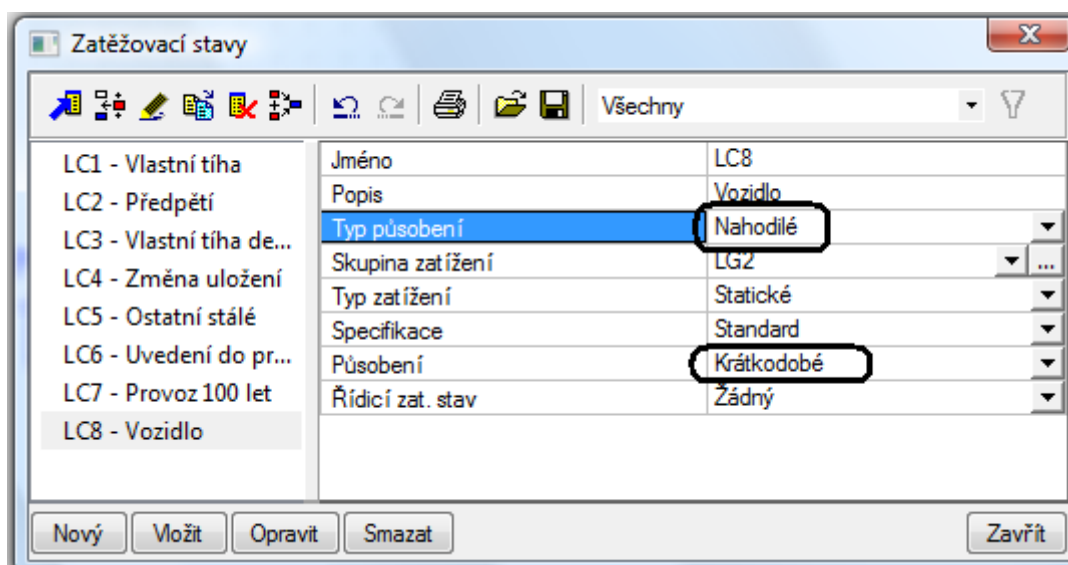 Zatěžovací stavy
Všechny
LC1 - Vlastní tíha
LC2 - Předpětí
LC3 - Vlastní tíha de...
LC4 - Změna uložení
LC5 - Ostatní stálé
LC6 - Uvedení do pr...
LC7 - Provoz 100 let
LC8 - Vozidlo
Jméno LC8
Popis Vozidlo
Typ působení Nahodilé
Skupina zatížení LG2 ...
Typ zatížení Statické
Specifikace Standard
Působení Krátkodobé
Řídicí zat. stav Žádný
Nový Vložit Opravit Smazat Zavřít